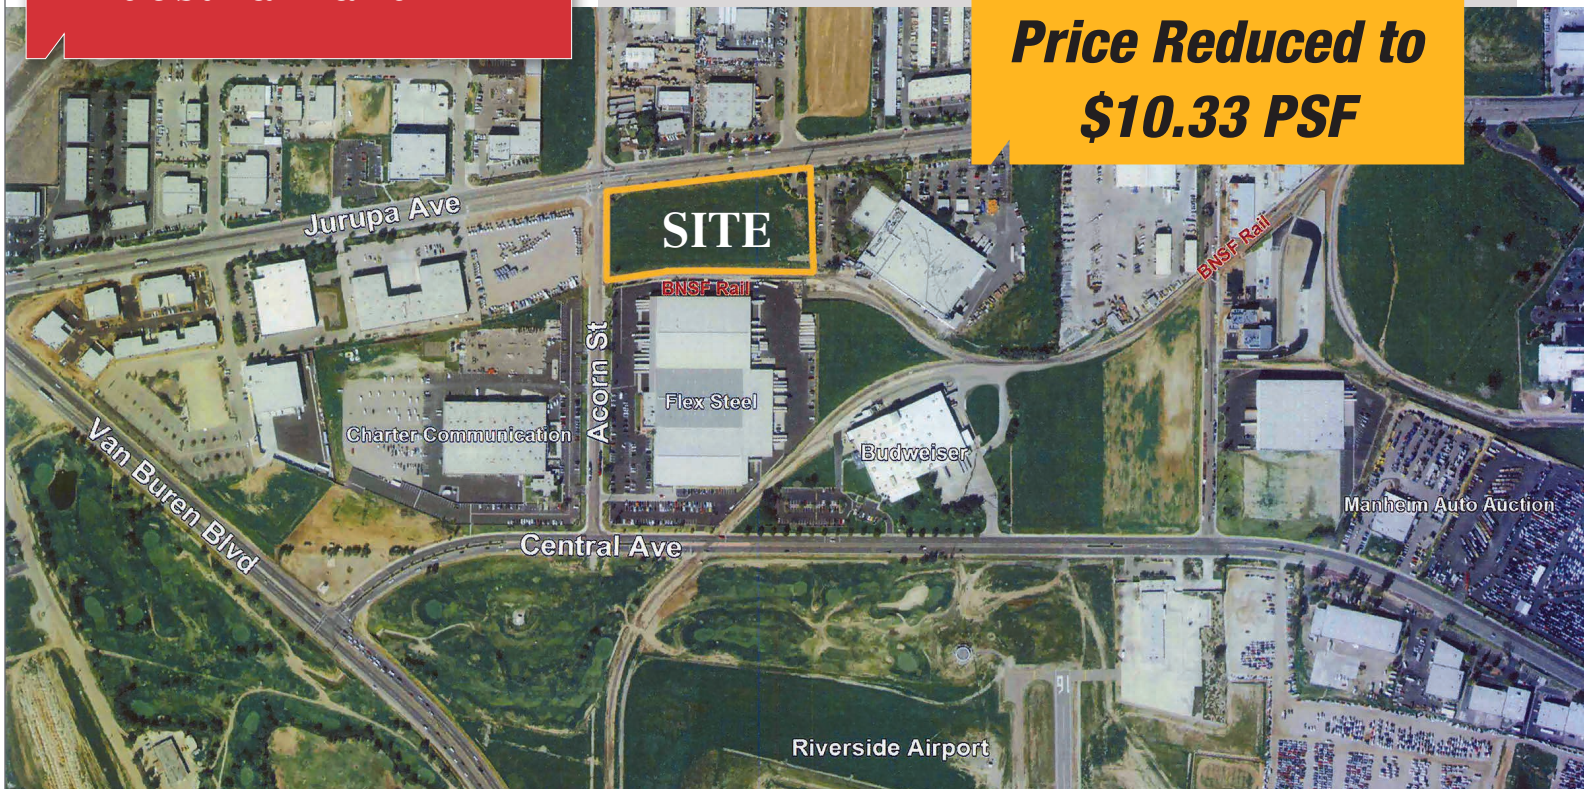 Price Reduced to
$10.33 PSF
Jurupa Ave
SITE
BNSF Rail
BNSF Rail
Acorn St
Flex Steel
Charter Communication
Budweiser
Van Buren Blvd
Manheim Auto Auction
Central Ave
16
Riverside Airport